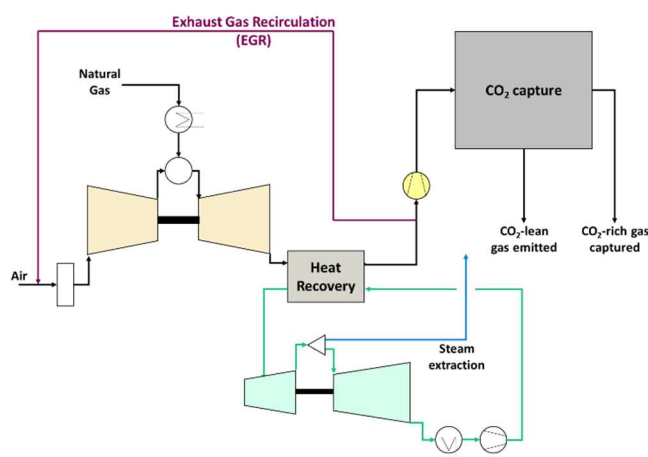 Exhaust Gas Recirculation
(EGR)
Natural
Gas
CO₂ capture
CO₂-lean
gas emitted
CO₂-rich gas
captured
Air
Heat
Recovery
Steam
extraction